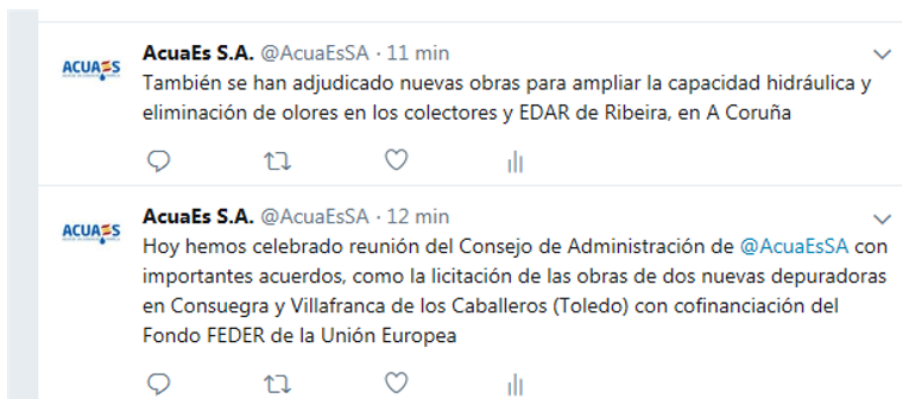 AcuaEs S.A. @AcuaEsSA · 11 min
ACUAES
También se han adjudicado nuevas obras para ampliar la capacidad hidráulica y
eliminación de olores en los colectores y EDAR de Ribeira, en A Coruña
AcuaEs S.A. @AcuaEsSA · 12 min
ACUAES
Hoy hemos celebrado reunión del Consejo de Administración de @AcuaEsSA con
importantes acuerdos, como la licitación de las obras de dos nuevas depuradoras
en Consuegra y Villafranca de los Caballeros (Toledo) con cofinanciación del
Fondo FEDER de la Unión Europea